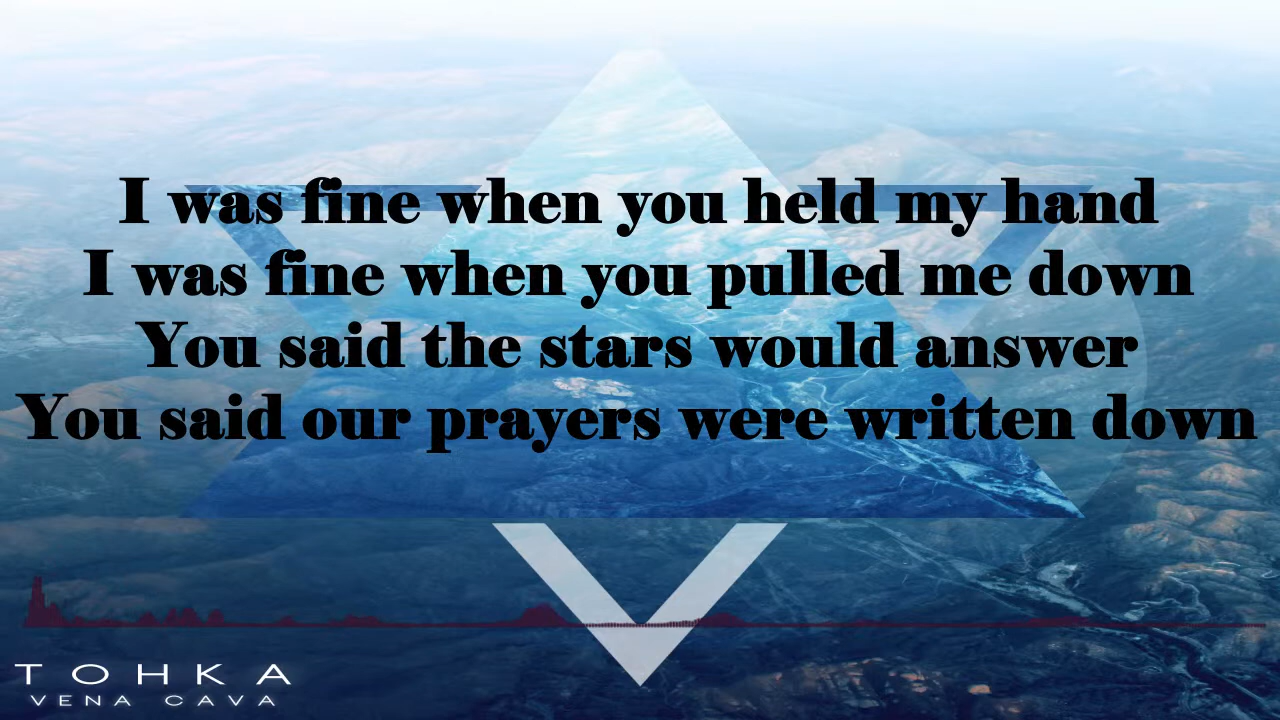 I was fine when you held my hand
I was fine when you pulled me down
You said the stars would answer
You said our prayers were written down
TOHKA
VENA CAVA